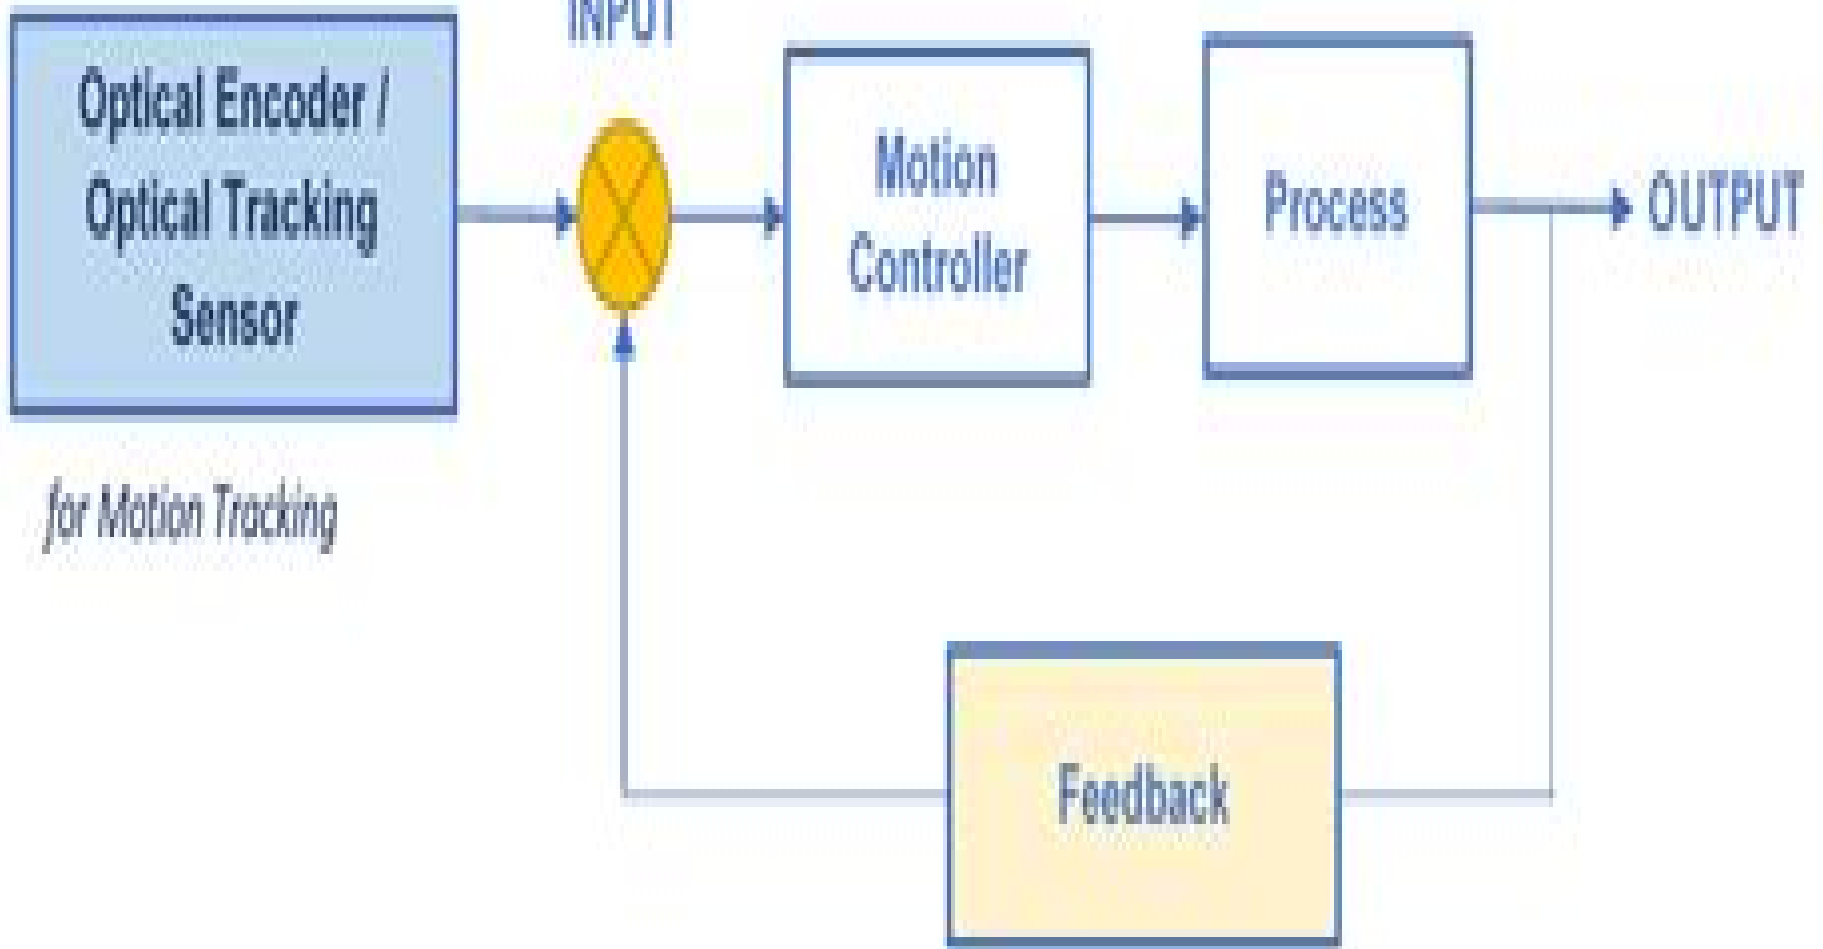 INPUT
Optical Encoder /
Optical Tracking
Sensor
for Motion Tracking
Motion
Controller
Process
OUTPUT
Feedback